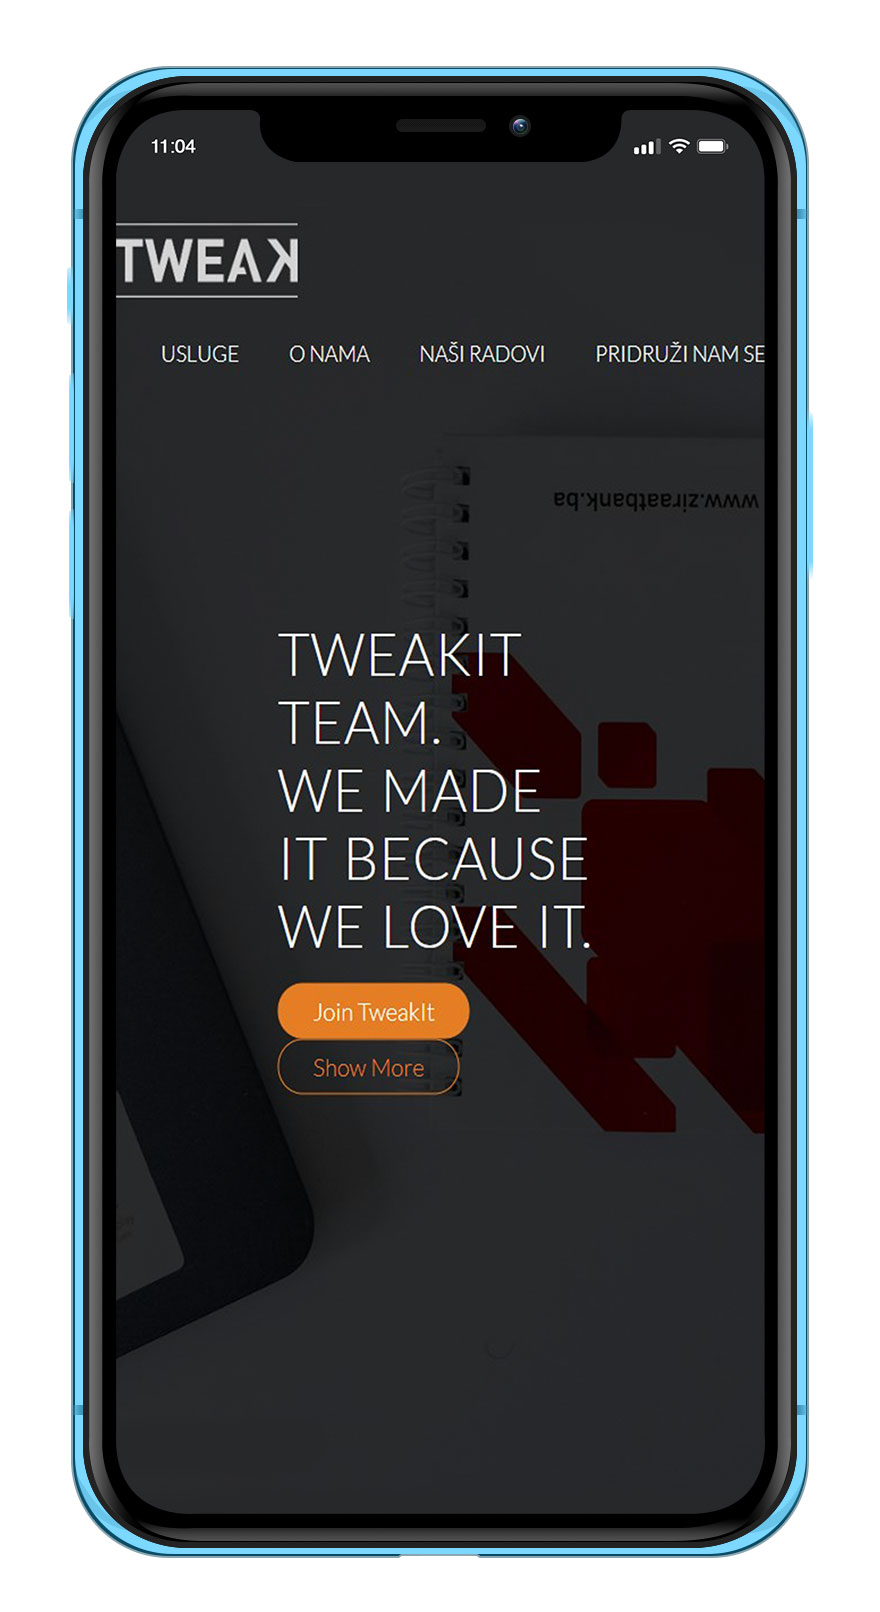 11:04
TWEAK
USLUGE O NAMA NAŠI RADOVI PRIDRUŽI NAM SE
www.ziraatbank.ba
TWEAKIT
TEAM.
WE MADE
IT BECAUSE
WE LOVE IT.
Join TweakIt
Show More